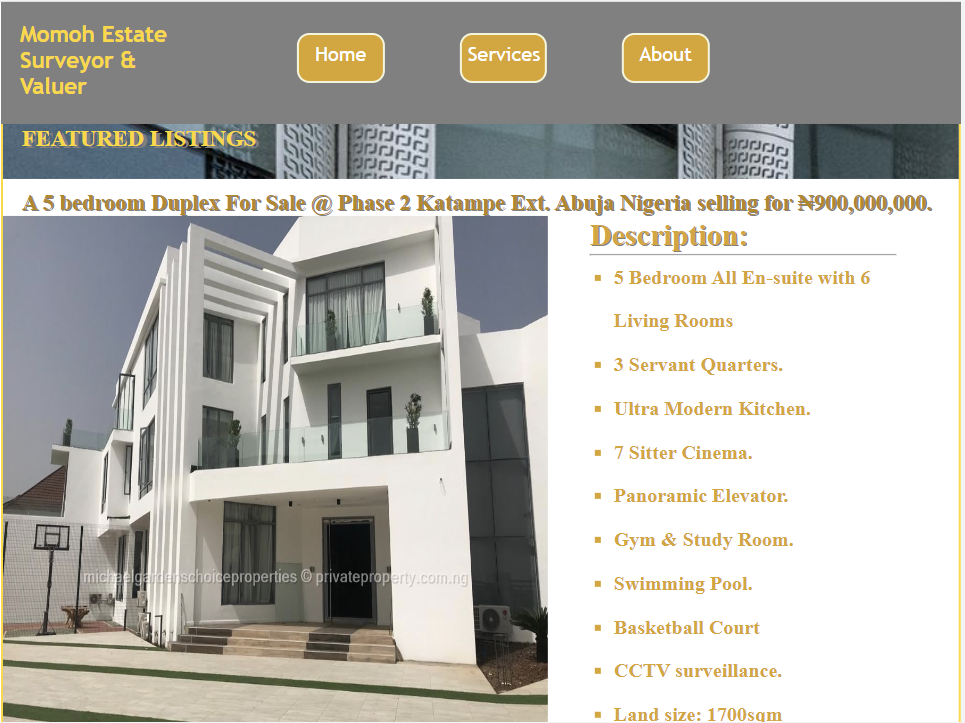 Momoh Estate
Surveyor &
Valuer
Home
Services
About
FEATURED LISTINGS
A 5 bedroom Duplex For Sale @ Phase 2 Katampe Ext. Abuja Nigeria selling for ₦900,000,000.
Description:
5 Bedroom All En-suite with 6
Living Rooms
3 Servant Quarters.
Ultra Modern Kitchen.
7 Sitter Cinema.
Panoramic Elevator.
Gym & Study Room.
Swimming Pool.
Basketball Court
CCTV surveillance.
Land size: 1700sqm
michaelgardenschoiceproperties © privateproperty.com.ng